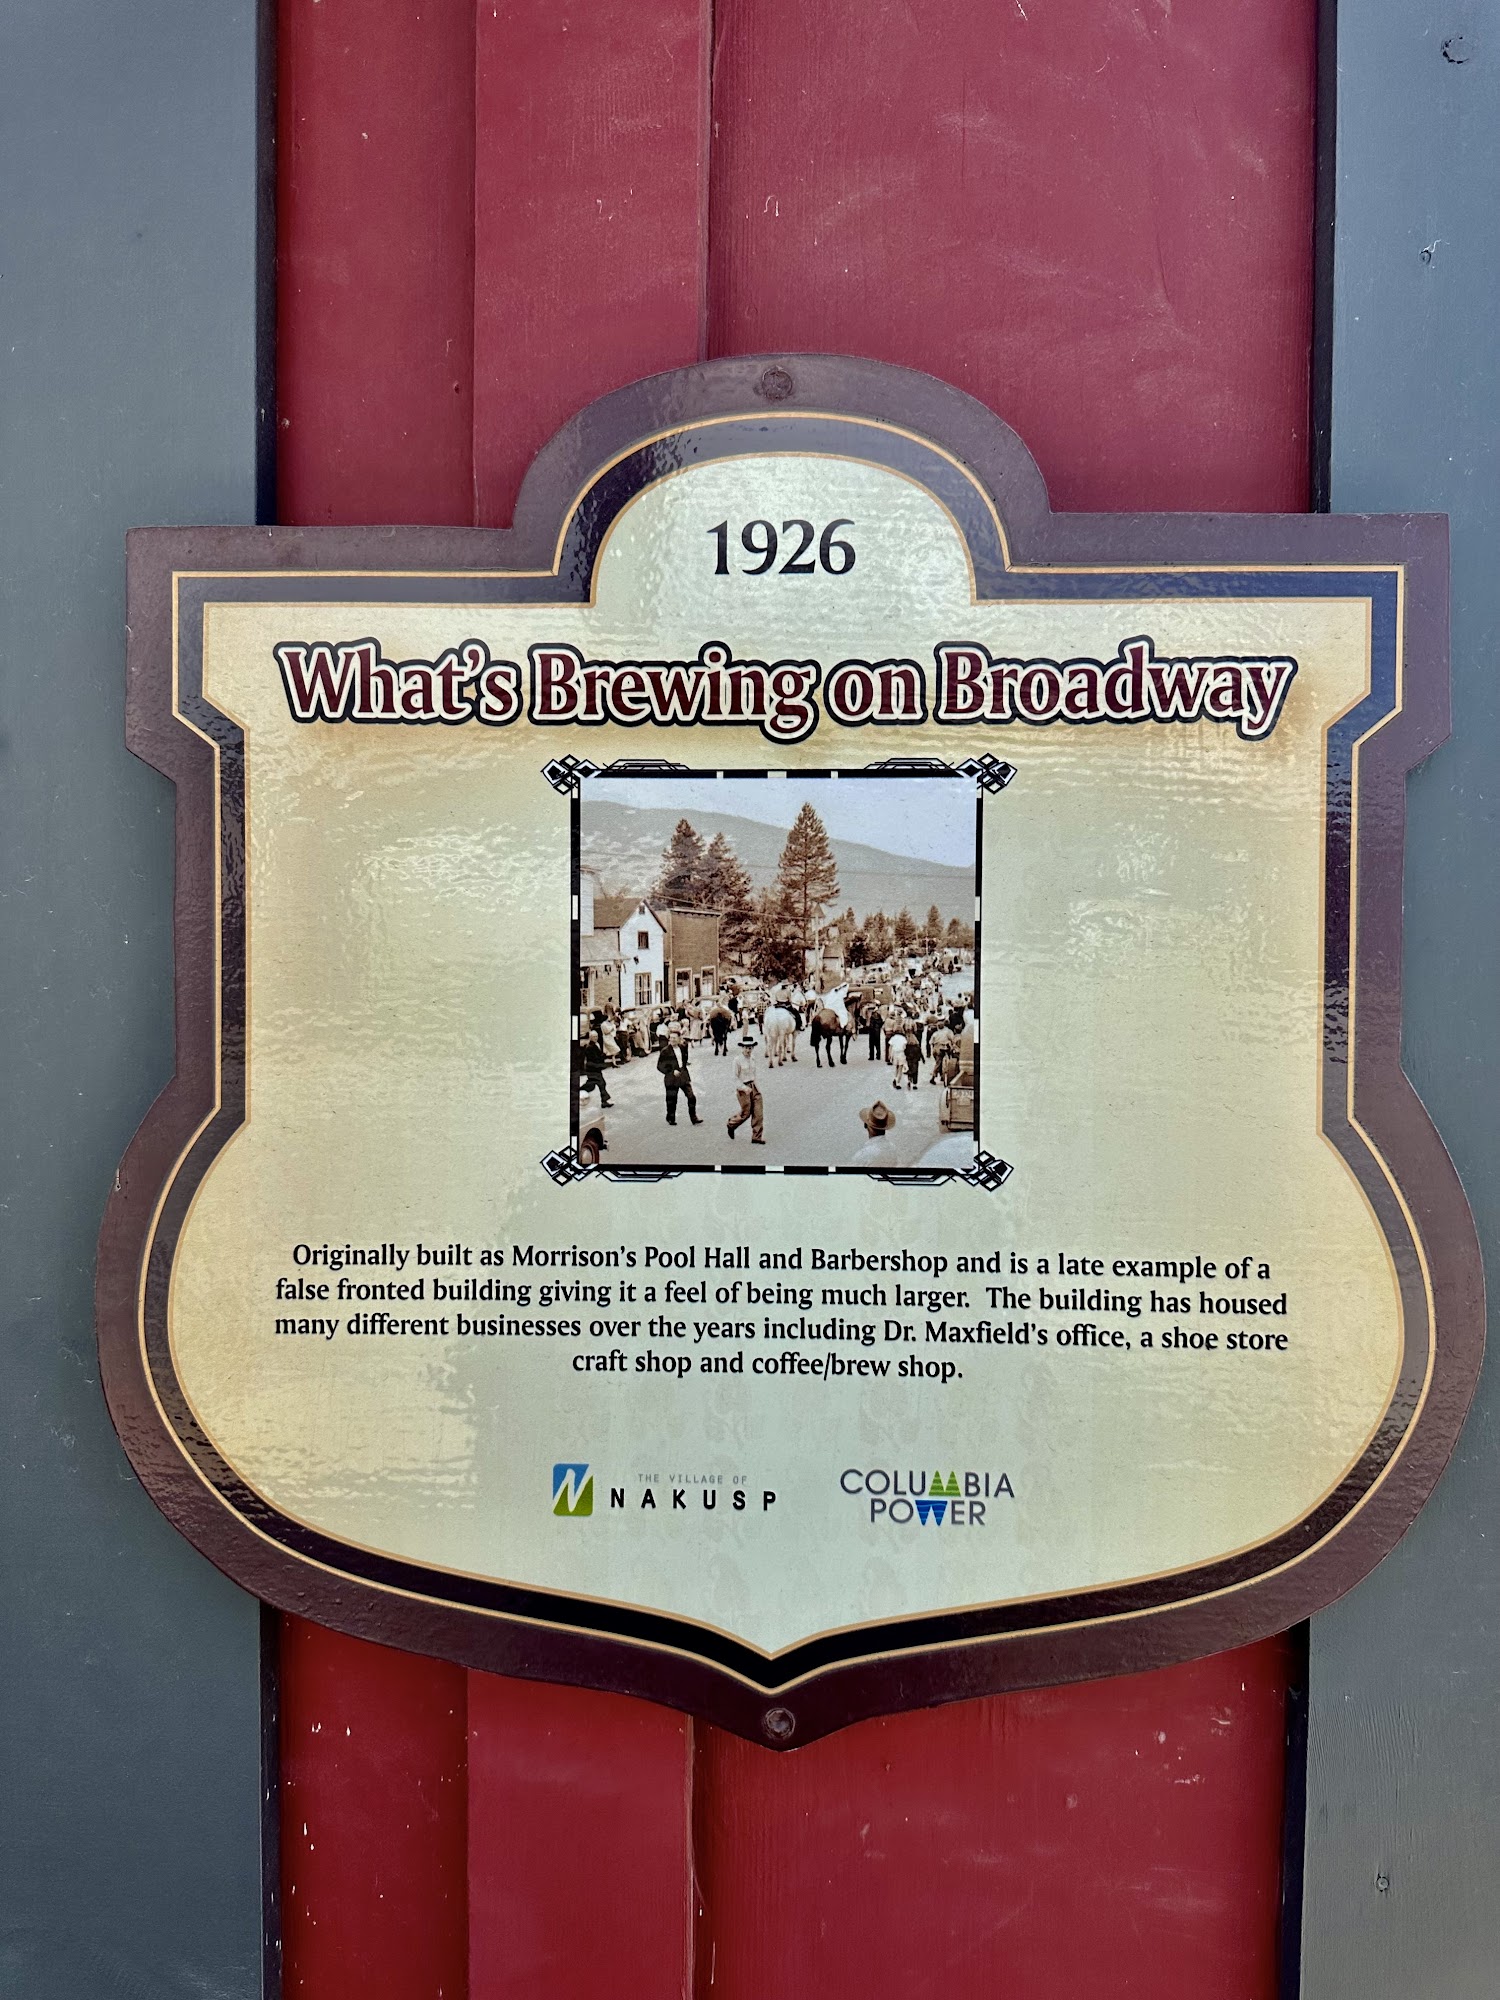 1926
What's Brewing on Broadway
Originally built as Morrison's Pool Hall and Barbershop and is a late example of a
false fronted building giving it a feel of being much larger. The building has housed
many different businesses over the years including Dr. Maxfield's office, a shoe store
craft shop and coffee/brew shop.
THE VILLAGE OF
NAKUSP
COLUMBIA
POWER